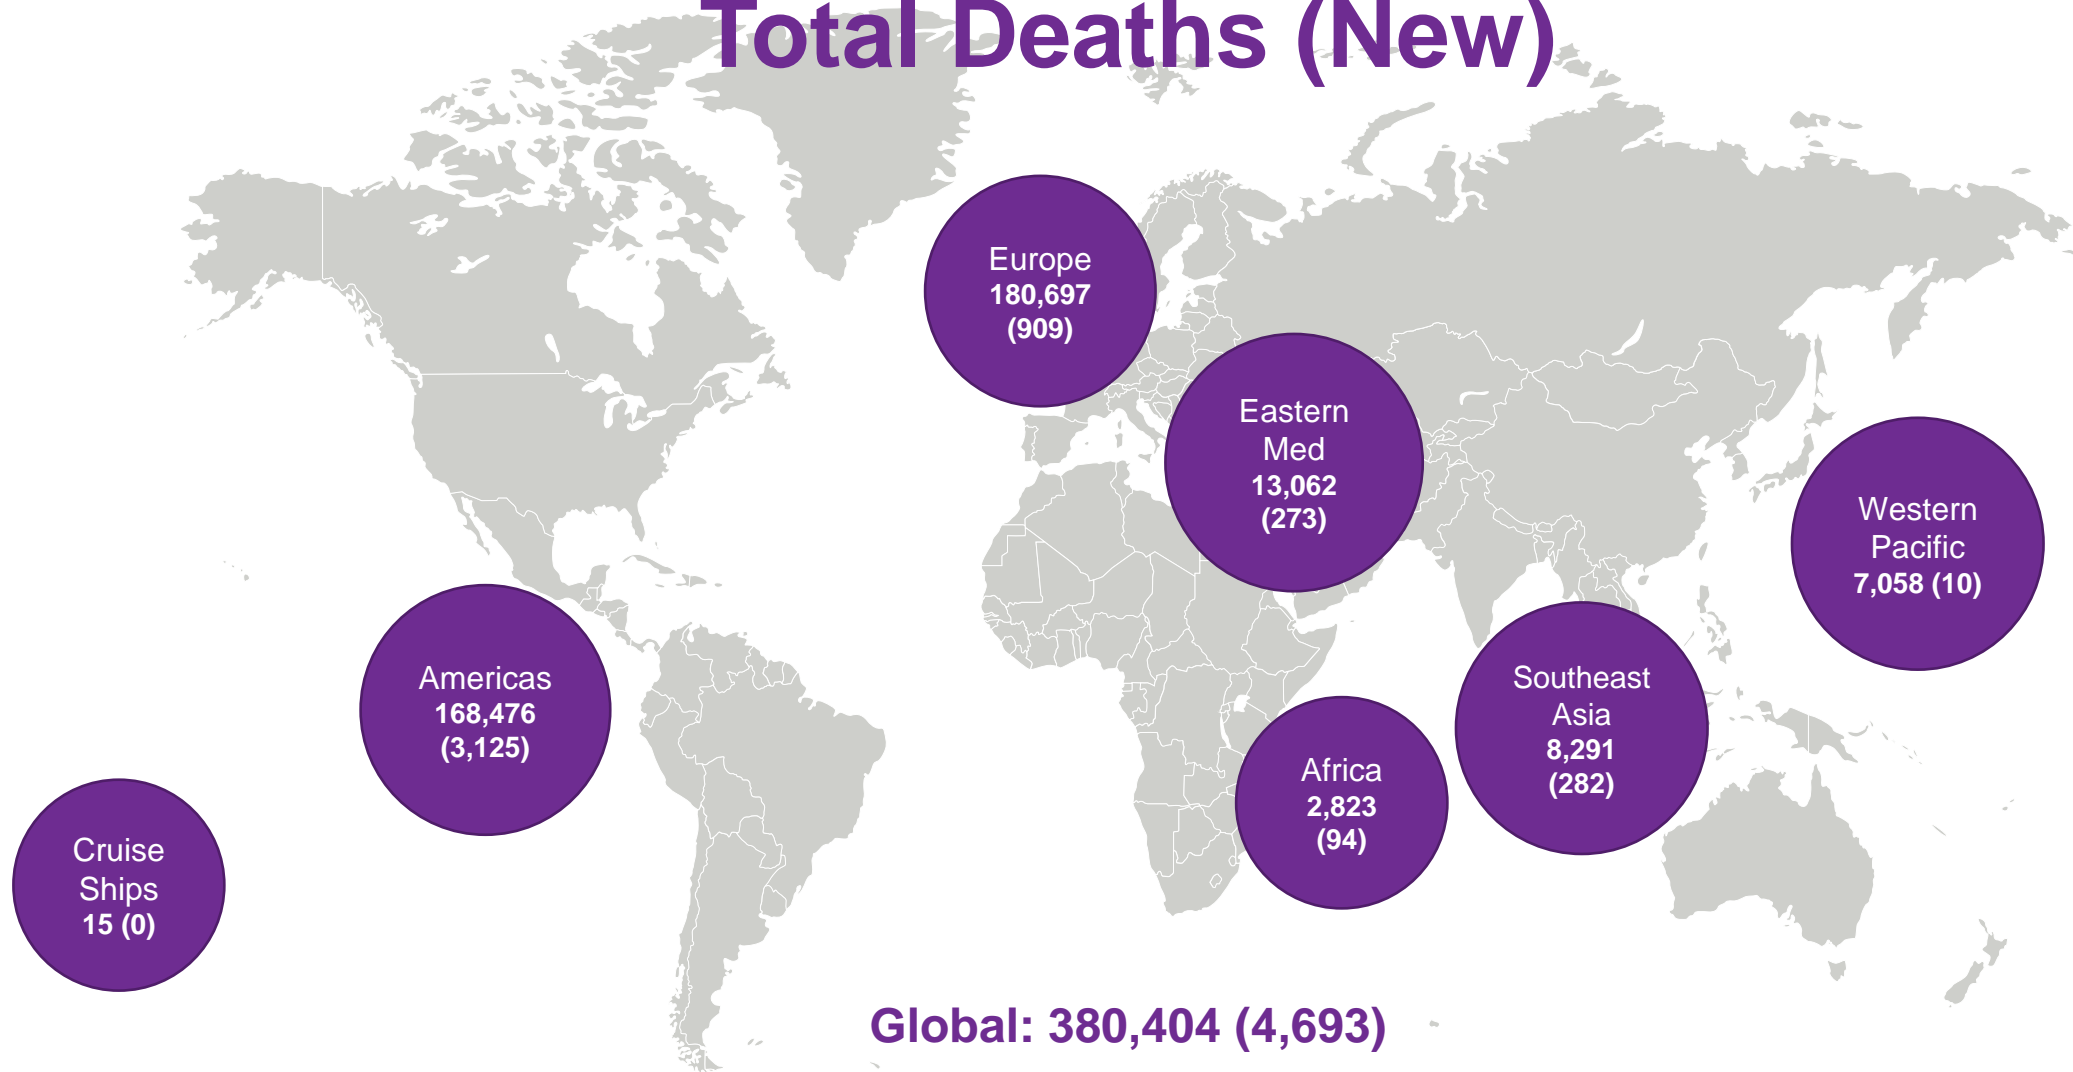 Total Deaths (New)
Europe
180,697
(909)
Eastern
Med
13,062
(273)
Western
Pacific
7,058 (10)
Americas
168,476
(3,125)
Southeast
Asia
8,291
(282)
Africa
2,823
(94)
Cruise
Ships
15 (0)
Global: 380,404 (4,693)